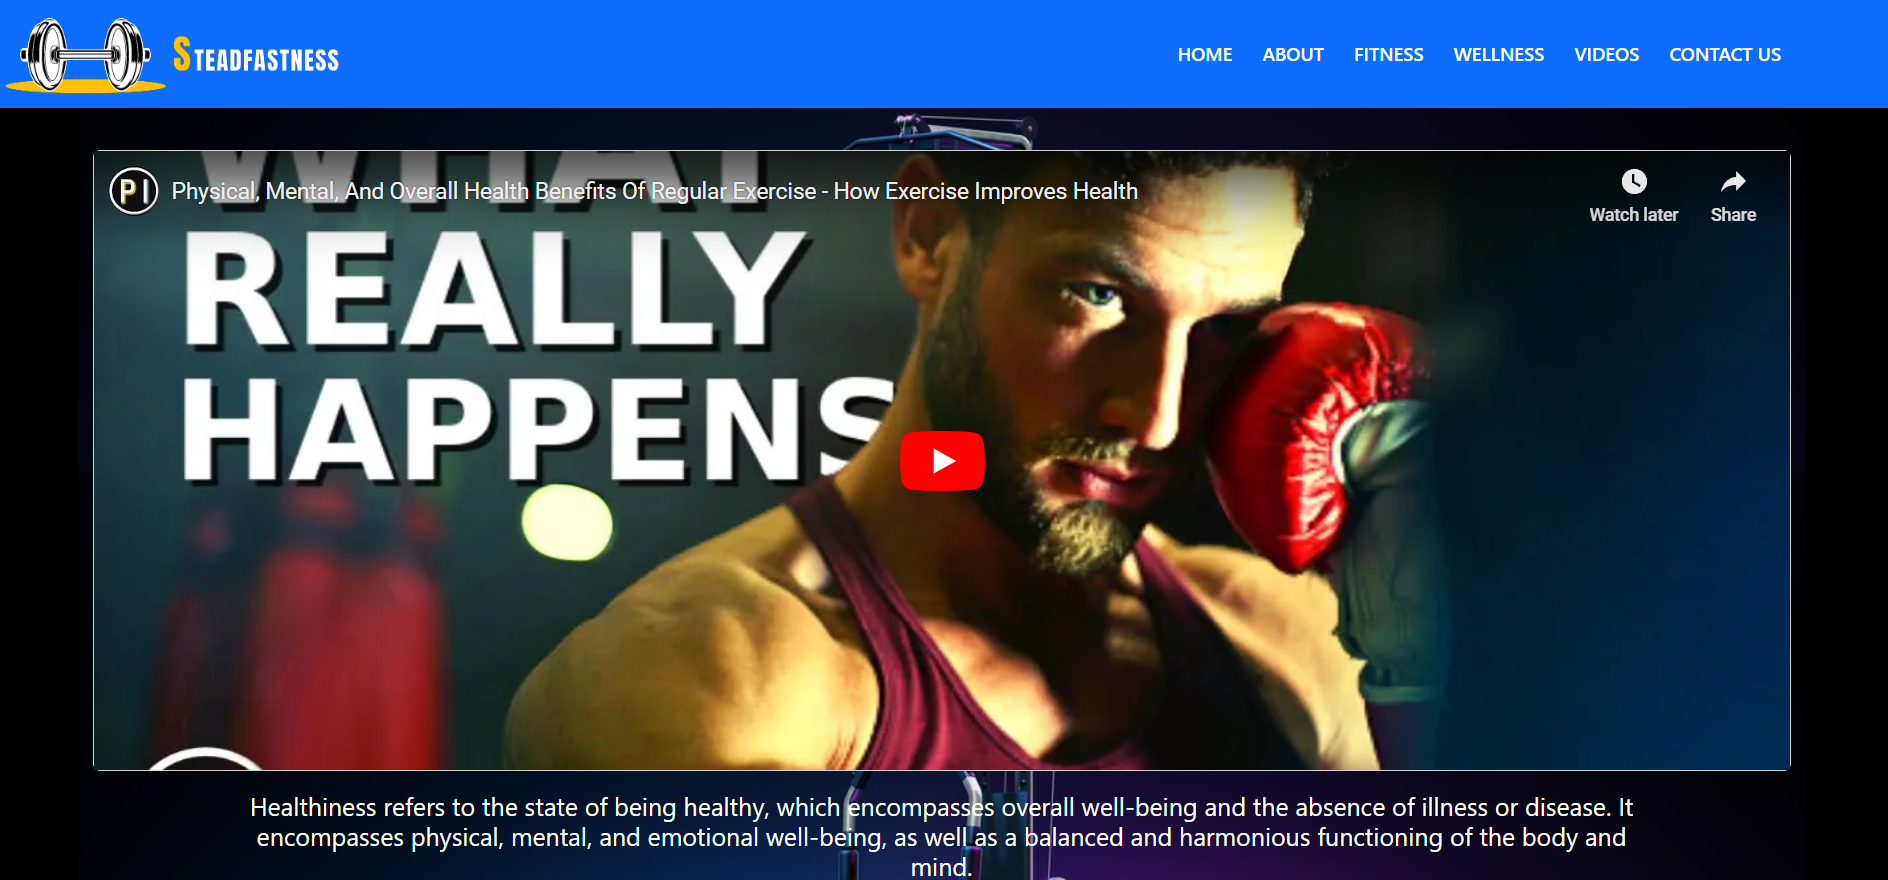 STEADFASTNESS
HOME ABOUT FITNESS WELLNESS VIDEOS CONTACT US
PI Physical, Mental, And Overall Health Benefits Of Regular Exercise - How Exercise Improves Health
Watch later Share
WHAT
REALLY
HAPPENS
Healthiness refers to the state of being healthy, which encompasses overall well-being and the absence of illness or disease. It
encompasses physical, mental, and emotional well-being, as well as a balanced and harmonious functioning of the body and
mind.